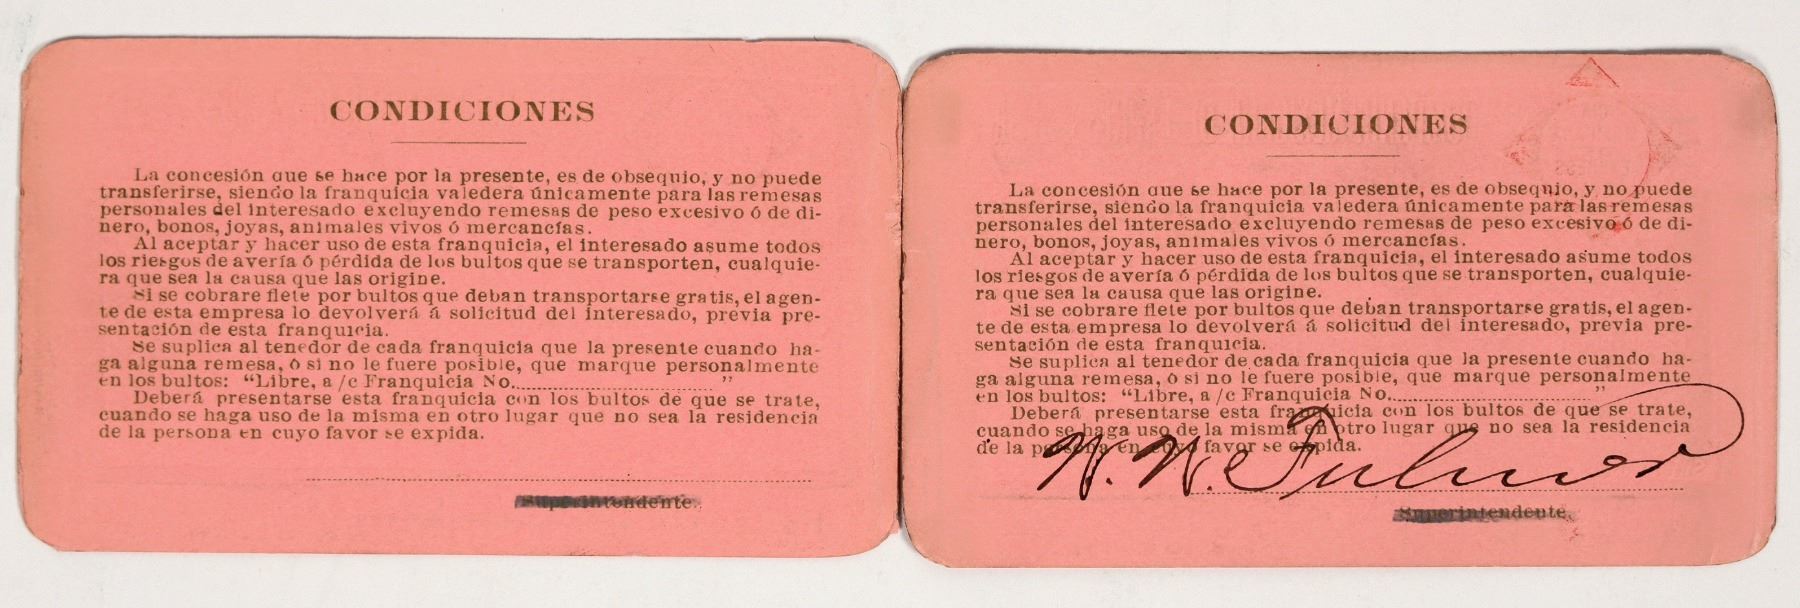 CONDICIONES
La concesión que se hace por la presente, es de obsequio, y no puede
transferirse, siendo la franquicia valedera únicamente para las remesas
personales del interesado excluyendo remesas de peso excesivo ó de di-
nero, bonos, joyas, animales vivos ó mercancías.
Al aceptar y hacer uso de esta franquicia, el interesado asume todos
los riesgos de avería ó pérdida de los bultos que se transporten, cualquie-
ra que sea la causa que las origine.
Si se cobrare flete por bultos que deban transportarse gratis, el agen-
te de esta empresa lo devolverá á solicitud del interesado, previa pre-
sentación de esta franquicia.
Se suplica al tenedor de cada franquicia que la presente cuando ha-
ga alguna remesa, ó si no le fuere posible, que marque personalmente
en los bultos: "Libre, a/c Franquicia No. "
Deberá presentarse esta franquicia con los bultos de que se trate,
cuando se haga uso de la misma en otro lugar que no sea la residencia
de la persona en cuyo favor se expida.
Superintendente.
CONDICIONES
La concesión que se hace por la presente, es de obsequio, y no puede
transferirse, siendo la franquicia valedera únicamente para las remesas
personales del interesado excluyendo remesas de peso excesivo ó de di-
nero, bonos, joyas, animales vivos ó mercancías.
Al aceptar y hacer uso de esta franquicia, el interesado asume todos
los riesgos de avería ó pérdida de los bultos que se transporten, cualquie-
ra que sea la causa que las origine.
Si se cobrare flete por bultos que deban transportarse gratis, el agen-
te de esta empresa lo devolverá á solicitud del interesado, previa pre-
sentación de esta franquicia.
Se suplica al tenedor de cada franquicia que la presente cuando ha-
ga alguna remesa, ó si no le fuere posible, que marque personalmente
en los bultos: "Libre, a/c Franquicia No. "
Deberá presentarse esta franquicia con los bultos de que se trate,
cuando se haga uso de la misma en otro lugar que no sea la residencia
de la persona en cuyo favor se expida.
W. W. Fulmer
Superintendente.